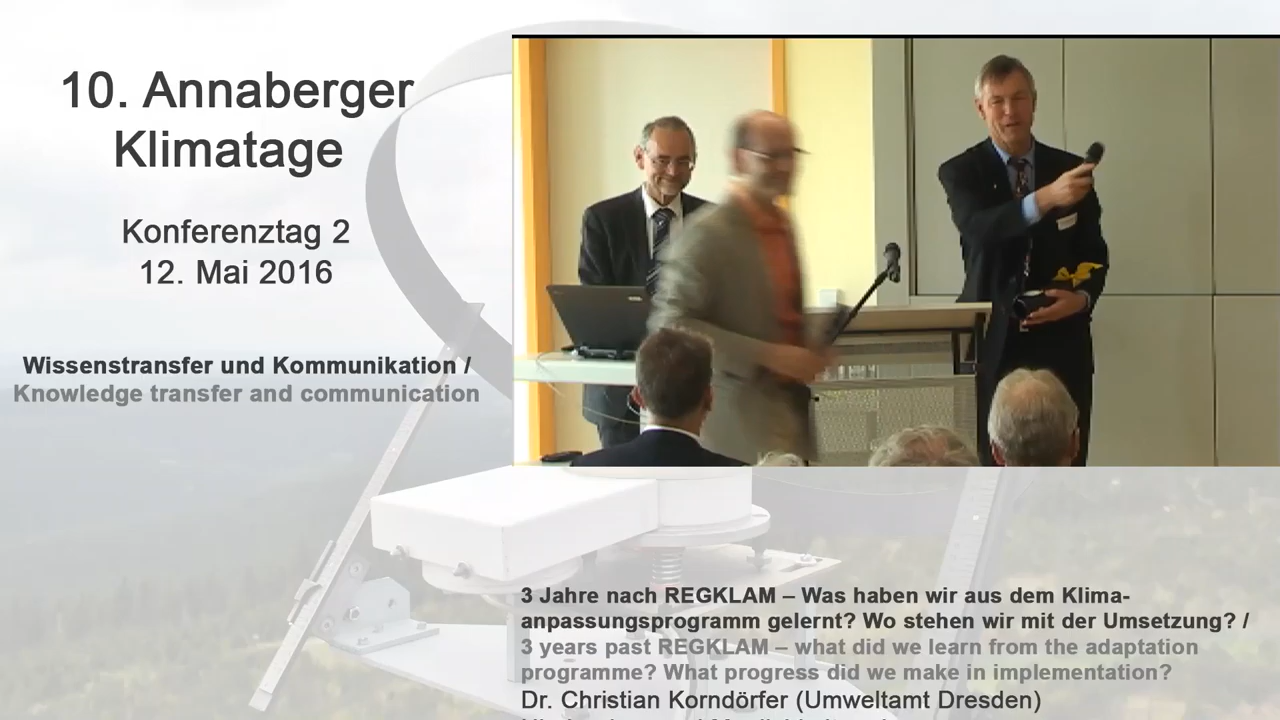 10. Annaberger
Klimatage
Konferenztag 2
12. Mai 2016
Wissenstransfer und Kommunikation /
Knowledge transfer and communication
3 Jahre nach REGKLAM – Was haben wir aus dem Klima-
anpassungsprogramm gelernt? Wo stehen wir mit der Umsetzung? /
3 years past REGKLAM – what did we learn from the adaptation
programme? What progress did we make in implementation?
Dr. Christian Korndörfer (Umweltamt Dresden)